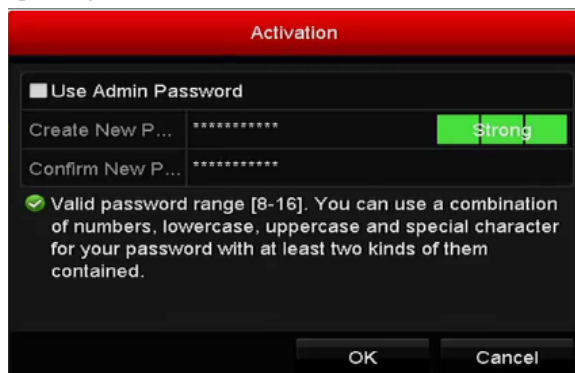 Activation
Use Admin Password
Create New P... *********** Strong
Confirm New P... ***********
Valid password range [8-16]. You can use a combination
of numbers, lowercase, uppercase and special character
for your password with at least two kinds of them
contained.
OK Cancel